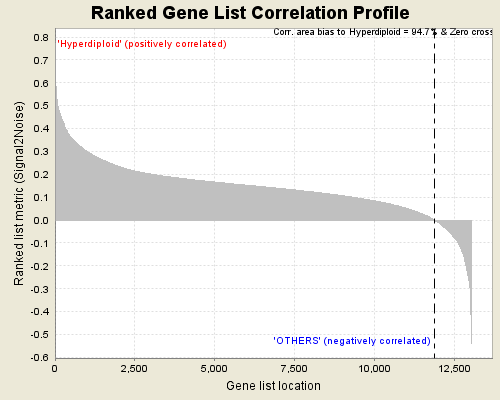 Ranked Gene List Correlation Profile
Corr. area bias to Hyperdiploid = 94.7% & Zero cross
'Hyperdiploid' (positively correlated)
Ranked list metric (Signal2Noise)
0.8
0.7
0.6
0.5
0.4
0.3
0.2
0.1
0.0
-0.1
-0.2
-0.3
-0.4
-0.5
-0.6
'OTHERS' (negatively correlated)
0 2,500 5,000 7,500 10,000 12,500
Gene list location